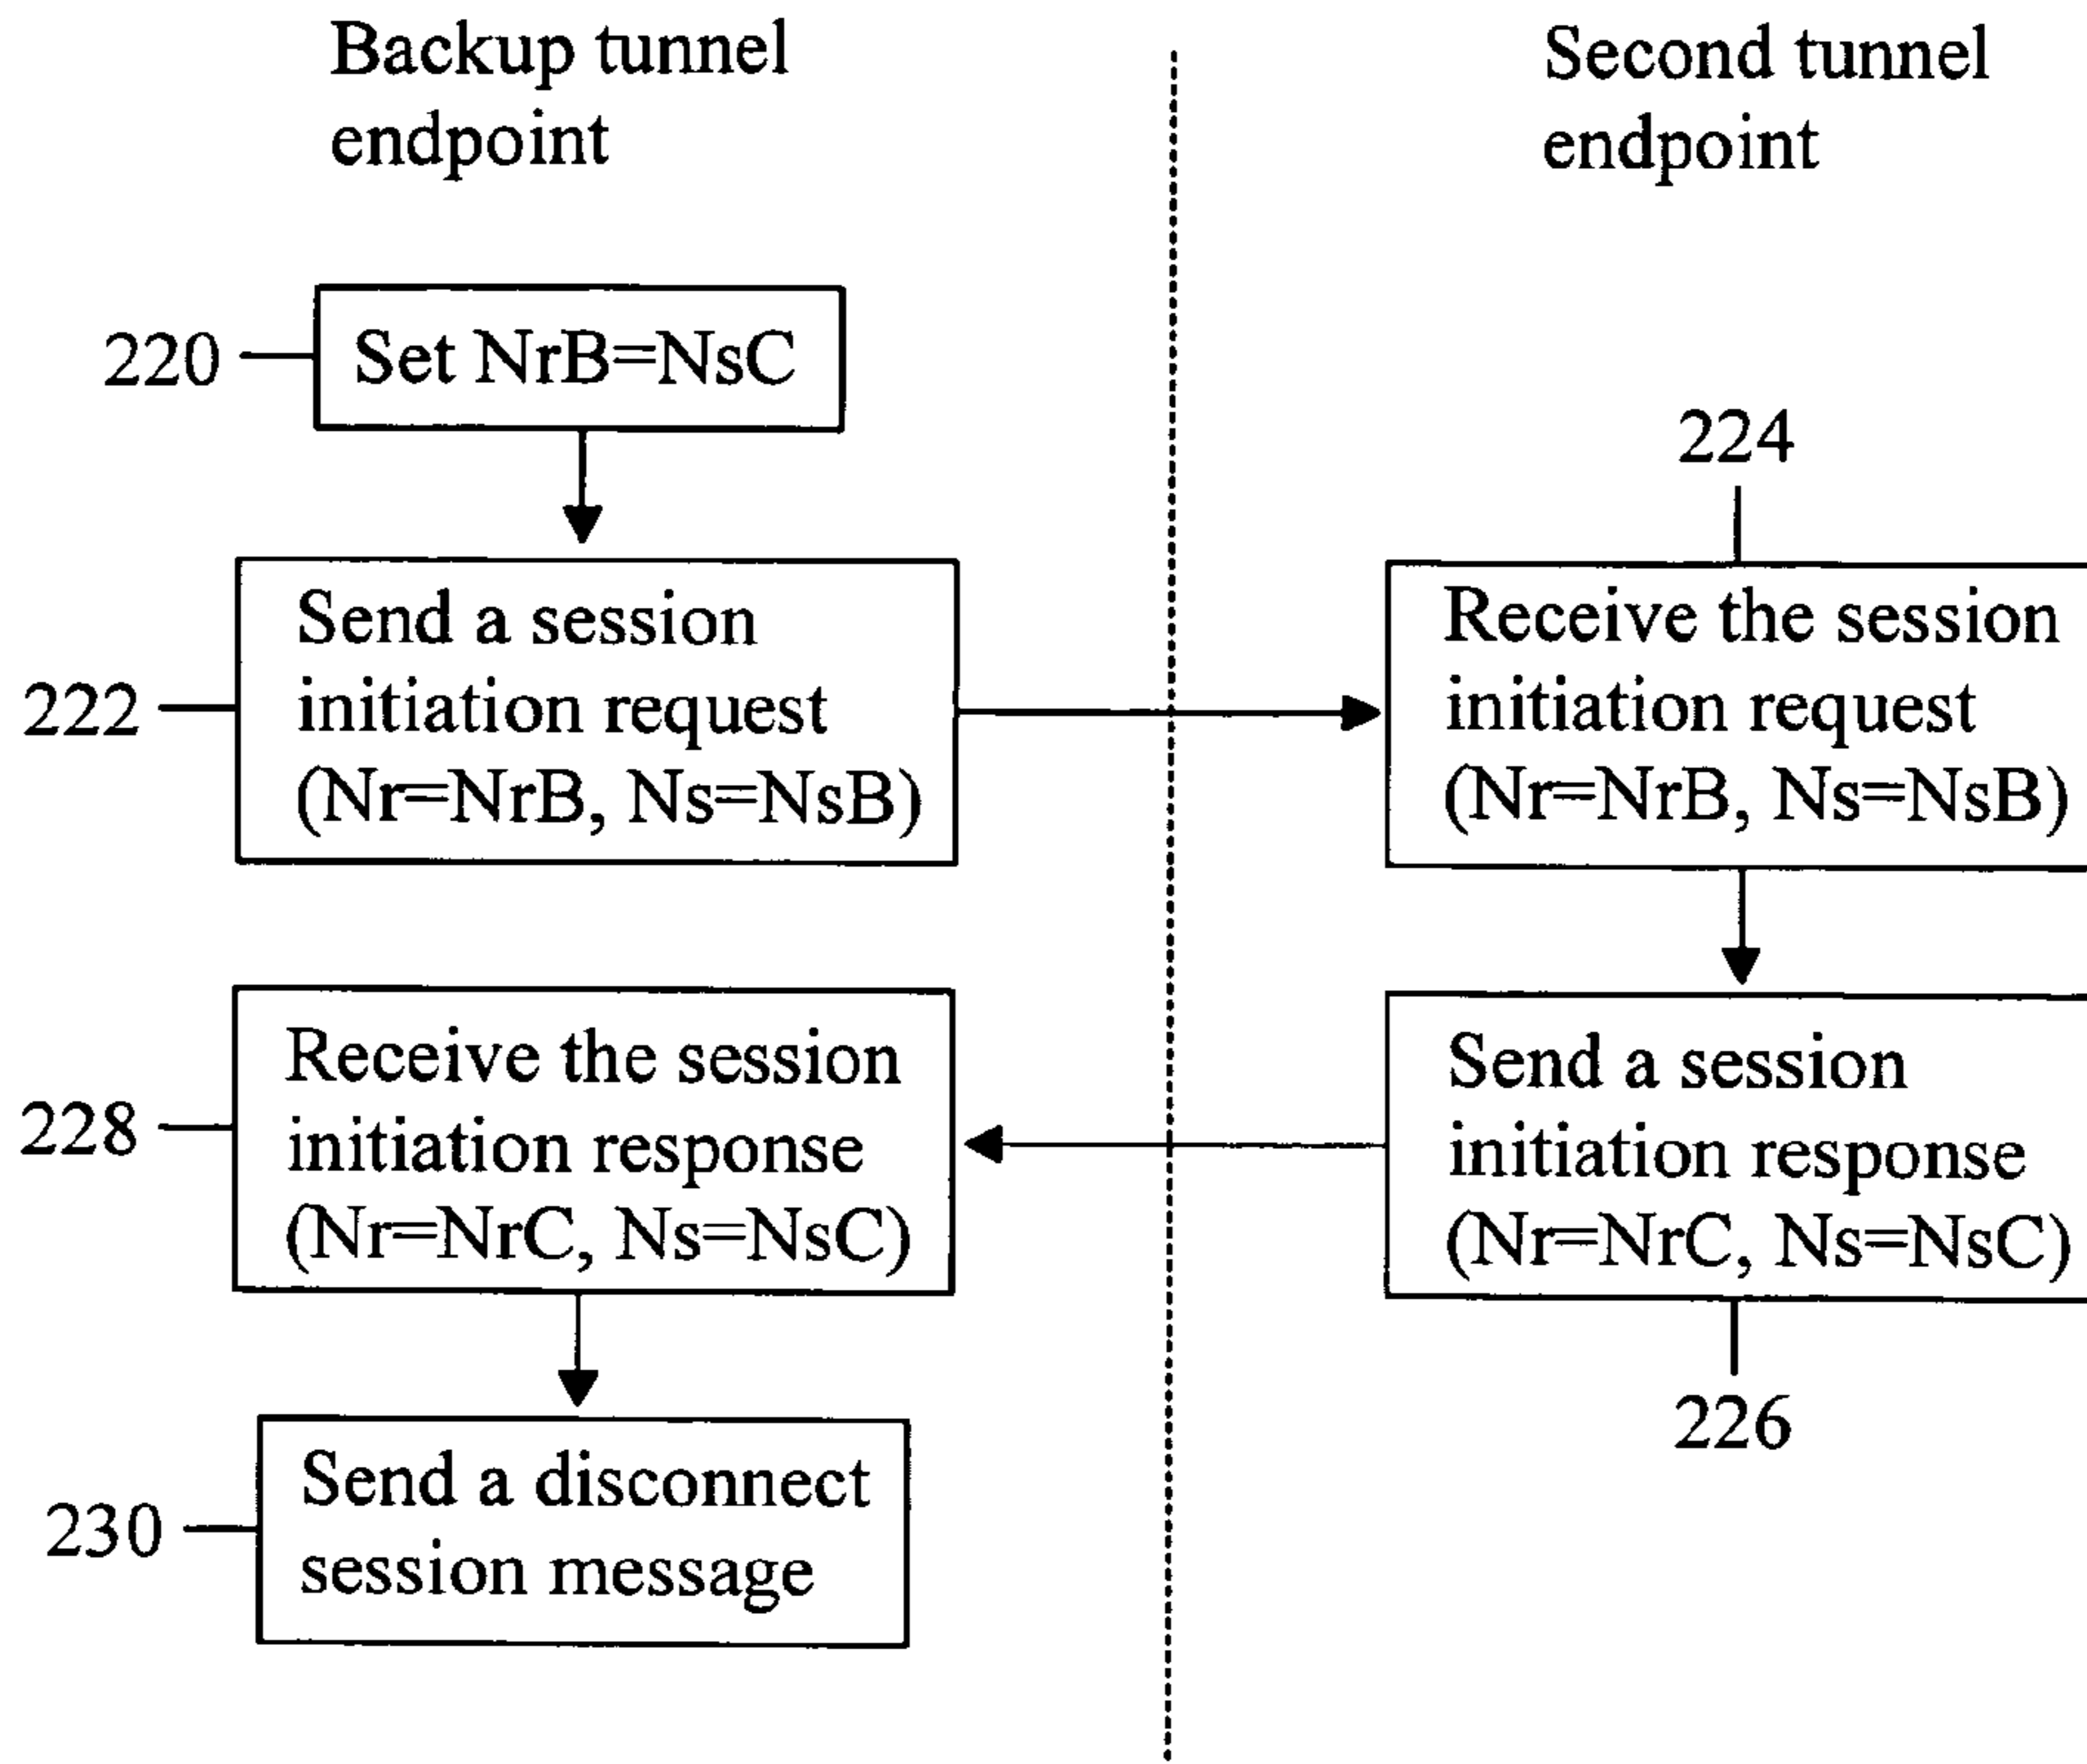 Backup tunnel
endpoint
Second tunnel
endpoint
220
Set NrB=NsC
222
Send a session
initiation request
(Nr=NrB, Ns=NsB)
224
Receive the session
initiation request
(Nr=NrB, Ns=NsB)
Send a session
initiation response
(Nr=NrC, Ns=NsC)
226
228
Receive the session
initiation response
(Nr=NrC, Ns=NsC)
230
Send a disconnect
session message